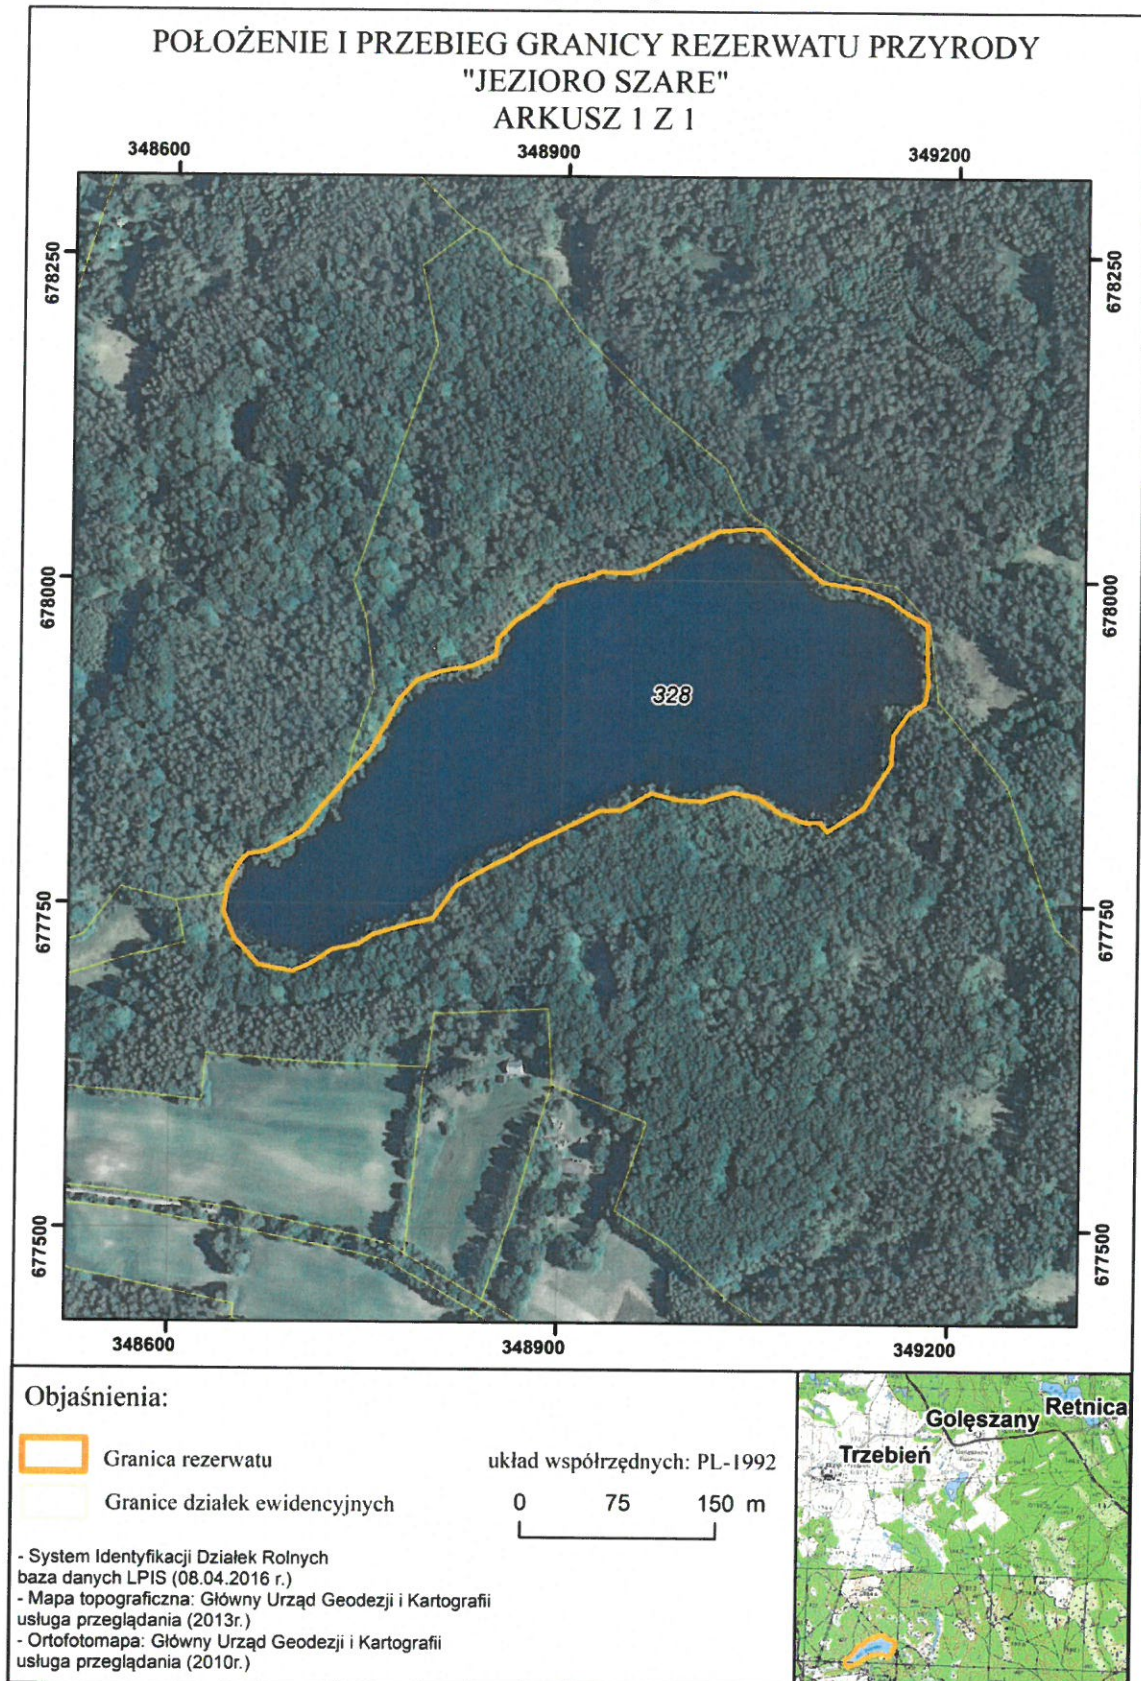 POŁOŻENIE I PRZEBIEG GRANICY REZERWATU PRZYRODY
"JEZIORO SZARE"
ARKUSZ 1 Z 1
348600 348900 349200
678250 678250
678000 678000
328
677750 677750
677500 677500
348600 348900 349200
Objaśnienia:
Granica rezerwatu
układ współrzędnych: PL-1992
Granice działek ewidencyjnych
0 75 150 m
- System Identyfikacji Działek Rolnych
baza danych LPIS (08.04.2016 r.)
- Mapa topograficzna: Główny Urząd Geodezji i Kartografii
usługa przeglądania (2013r.)
- Ortofotomapa: Główny Urząd Geodezji i Kartografii
usługa przeglądania (2010r.)
Retnica
Golęszany
Trzebień